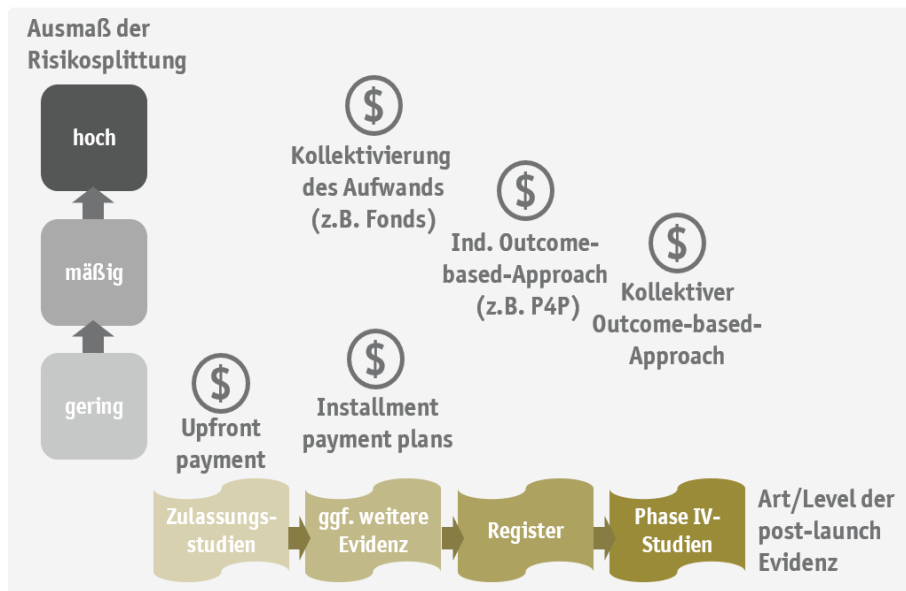 Ausmaß der
Risikosplittung
hoch
mäßig
gering
$
Kollektivierung
des Aufwands
(z.B. Fonds)
$
Ind. Outcome-
based-Approach
(z.B. P4P)
$
Kollektiver
Outcome-based-
Approach
$
Upfront
payment
$
Installment
payment plans
Zulassungs-
studien
ggf. weitere
Evidenz
Register
Phase IV-
Studien
Art/Level der
post-launch
Evidenz